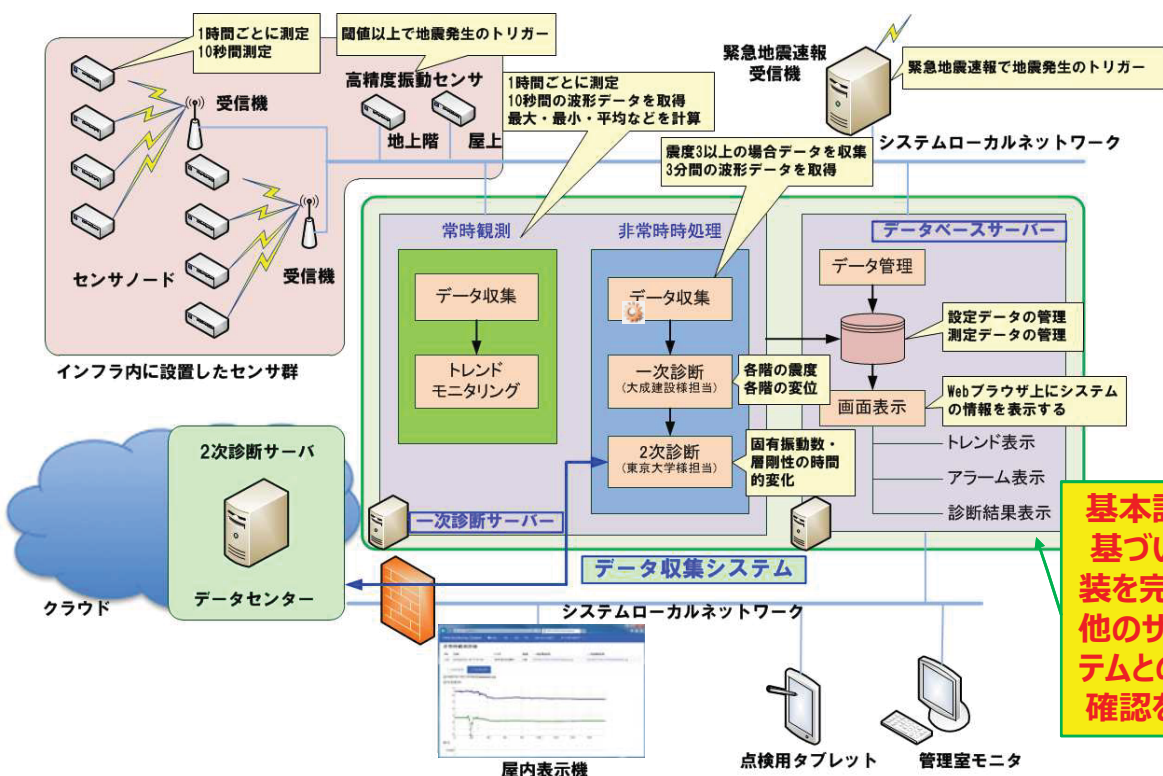 1時間ごとに測定
10秒間測定
閾値以上で地震発生のトリガー
高精度振動センサ
受信機
地上階
屋上
1時間ごとに測定
10秒間の波形データを取得
最大・最小・平均などを計算
緊急地震速報
受信機
緊急地震速報で地震発生のトリガー
システムローカルネットワーク
震度3以上の場合データを収集
3分間の波形データを取得
センサノード
受信機
インフラ内に設置したセンサ群
常時観測
データ収集
トレンド
モニタリング
非常時時処理
データ収集
一次診断
(大成建設様担当)
各階の震度
各階の変位
2次診断
(東京大学様担当)
固有振動数・
層剛性の時間
的変化
データベースサーバー
データ管理
設定データの管理
測定データの管理
画面表示
Webブラウザ上にシステム
の情報を表示する
トレンド表示
アラーム表示
診断結果表示
一次診断サーバー
データ収集システム
2次診断サーバ
データセンター
クラウド
システムローカルネットワーク
屋内表示機
点検用タブレット
管理室モニタ
基本設
基づい
装を完
他のサ
テムとの
確認を